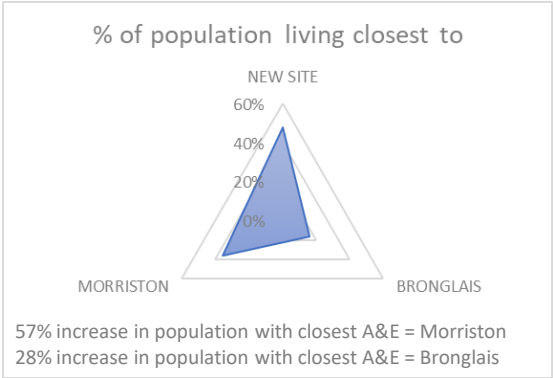 % of population living closest to
NEW SITE
60%
40%
20%
0%
MORRISTON
BRONGLAIS
57% increase in population with closest A&E = Morriston
28% increase in population with closest A&E = Bronglais